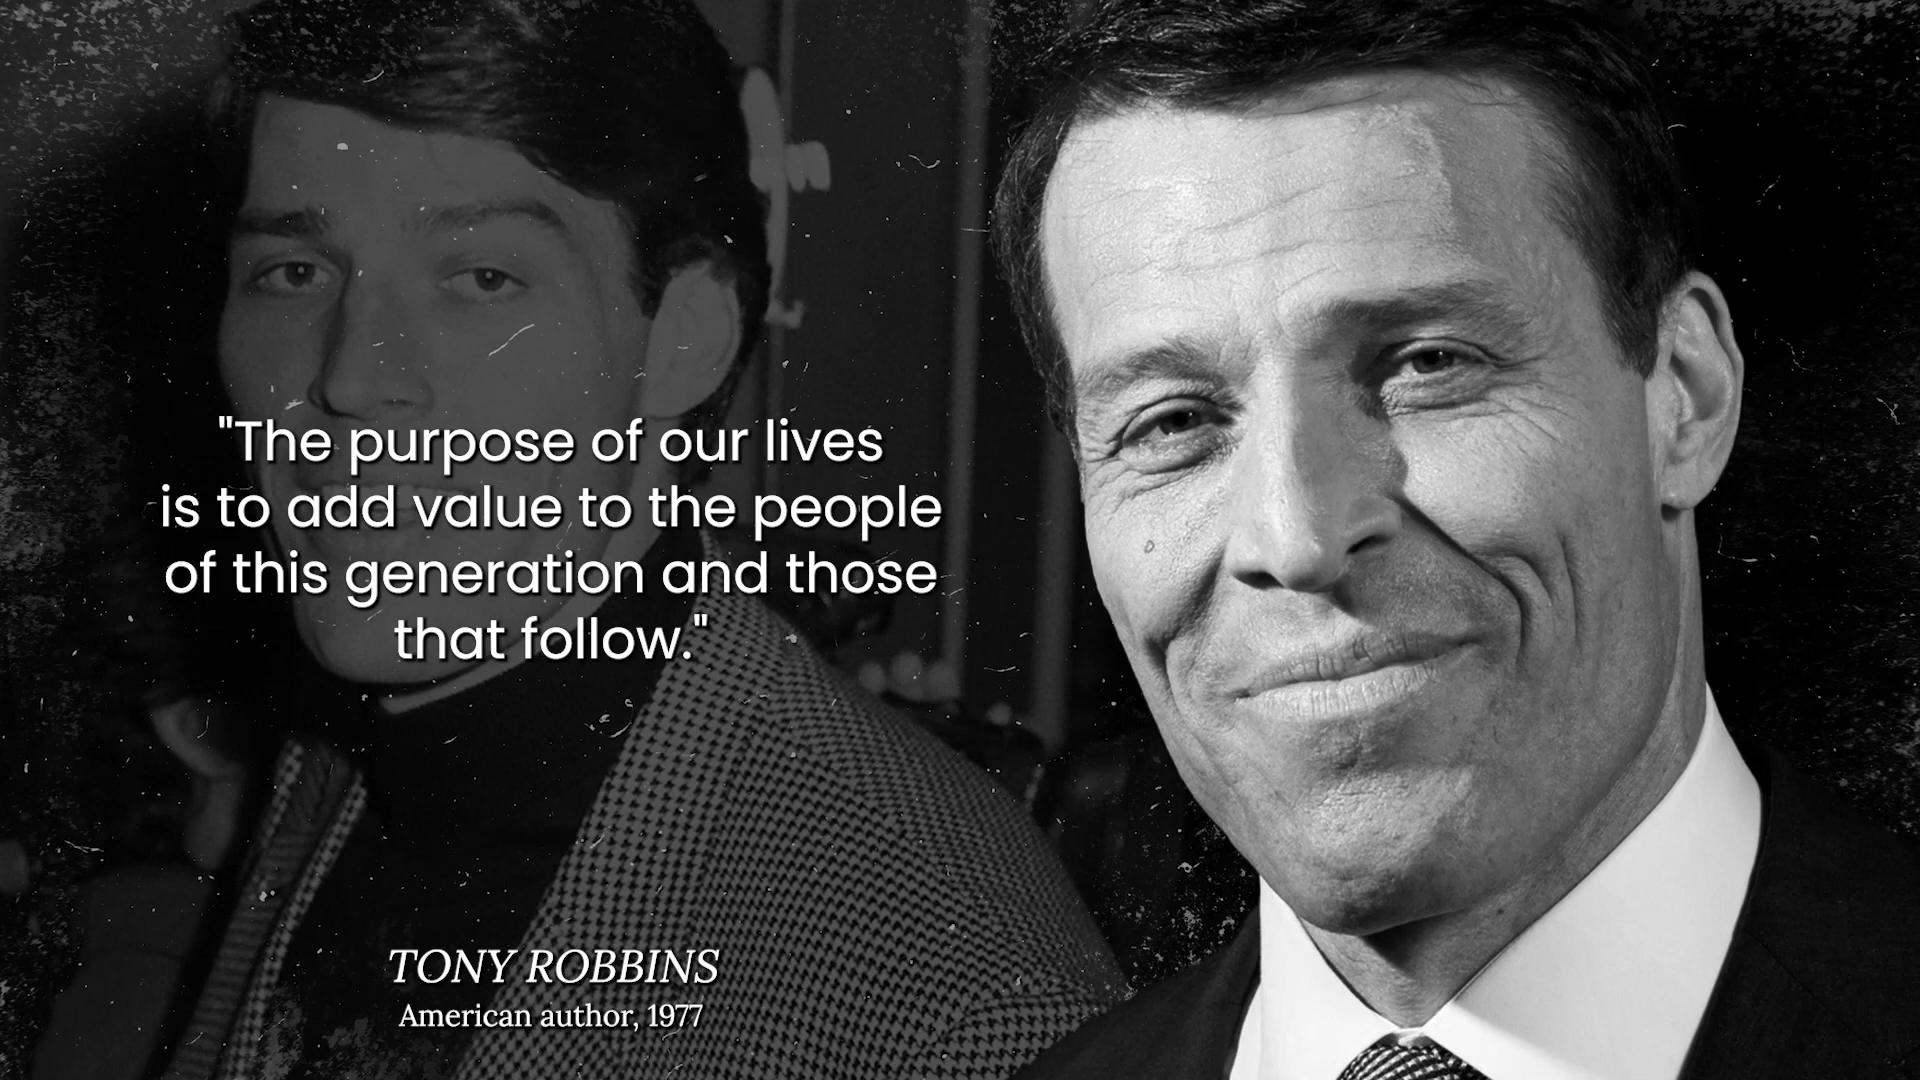 "The purpose of our lives
is to add value to the people
of this generation and those
that follow."
TONY ROBBINS
American author, 1977